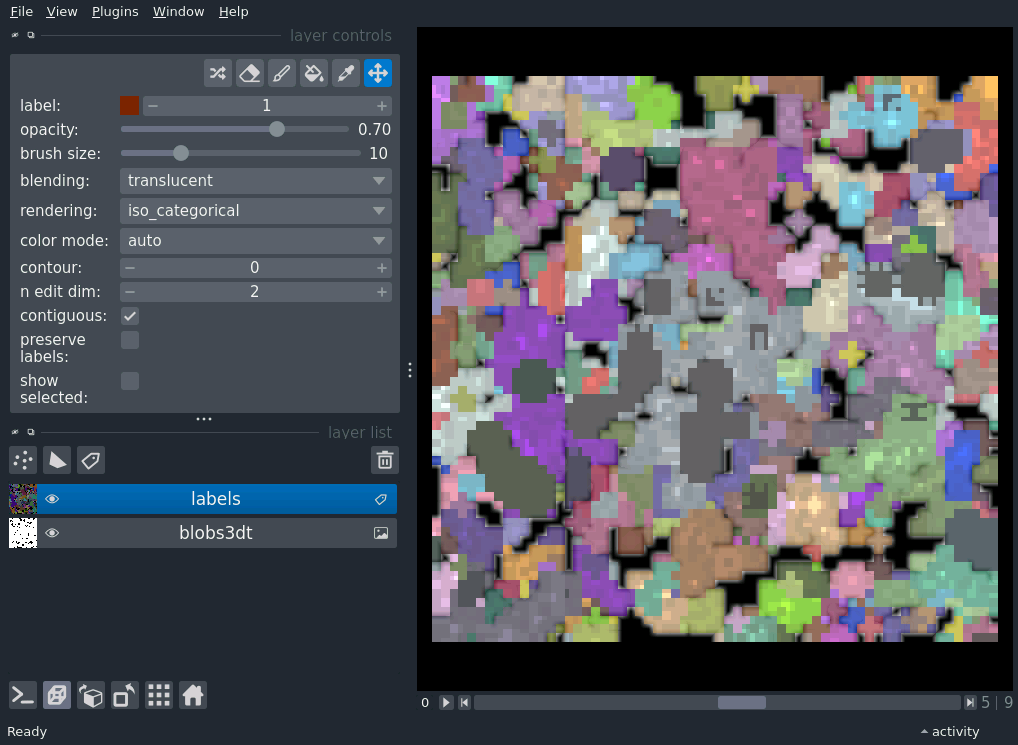 File View Plugins Window Help
layer controls
label: 1
opacity: 0.70
brush size: 10
blending: translucent
rendering: iso_categorical
color mode: auto
contour: 0
n edit dim: 2
contiguous:
preserve
labels:
show
selected:
layer list
labels
blobs3dt
0 5 | 9
Ready activity